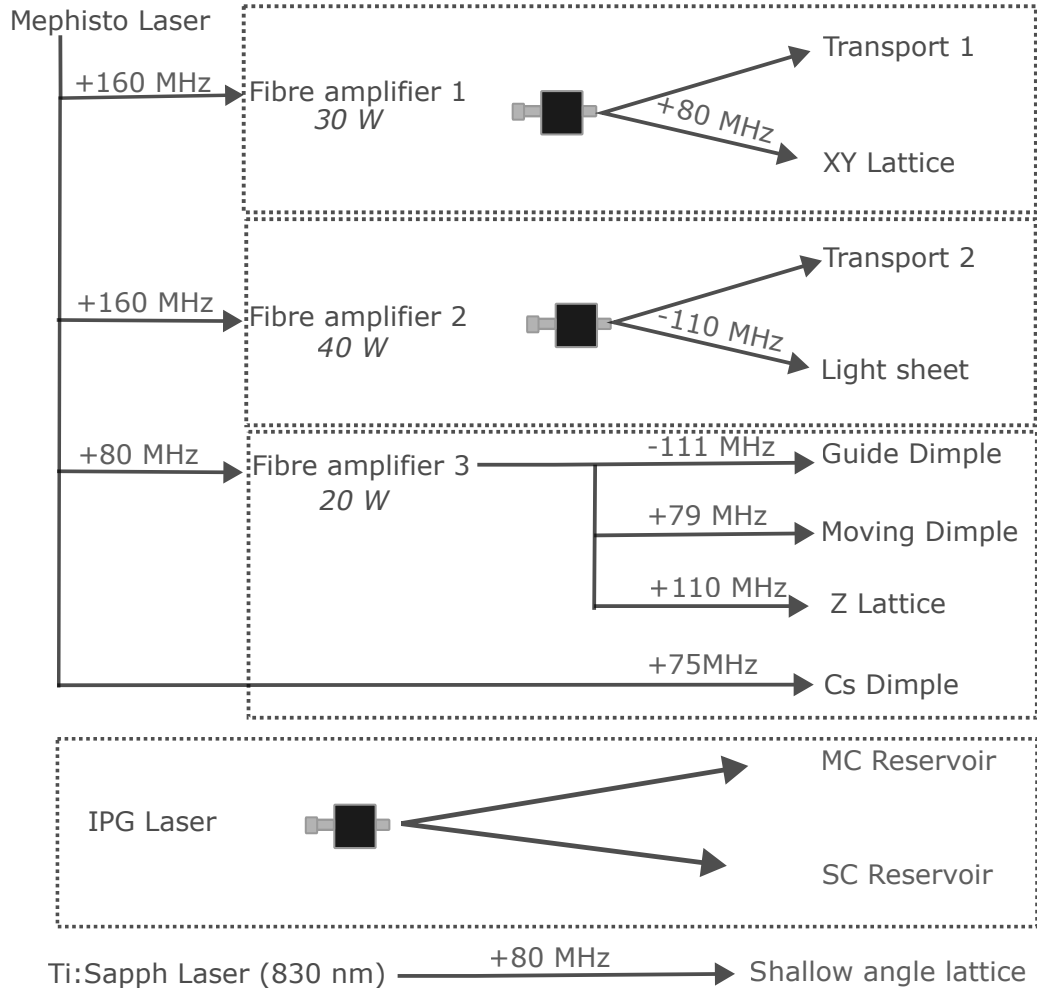 Mephisto Laser
+160 MHz
Fibre amplifier 1
30 W
Transport 1
+80 MHz
XY Lattice
+160 MHz
Fibre amplifier 2
40 W
Transport 2
-110 MHz
Light sheet
+80 MHz
Fibre amplifier 3
20 W
-111 MHz
Guide Dimple
+79 MHz
Moving Dimple
+110 MHz
Z Lattice
+75MHz
Cs Dimple
IPG Laser
MC Reservoir
SC Reservoir
Ti:Sapph Laser (830 nm)
+80 MHz
Shallow angle lattice